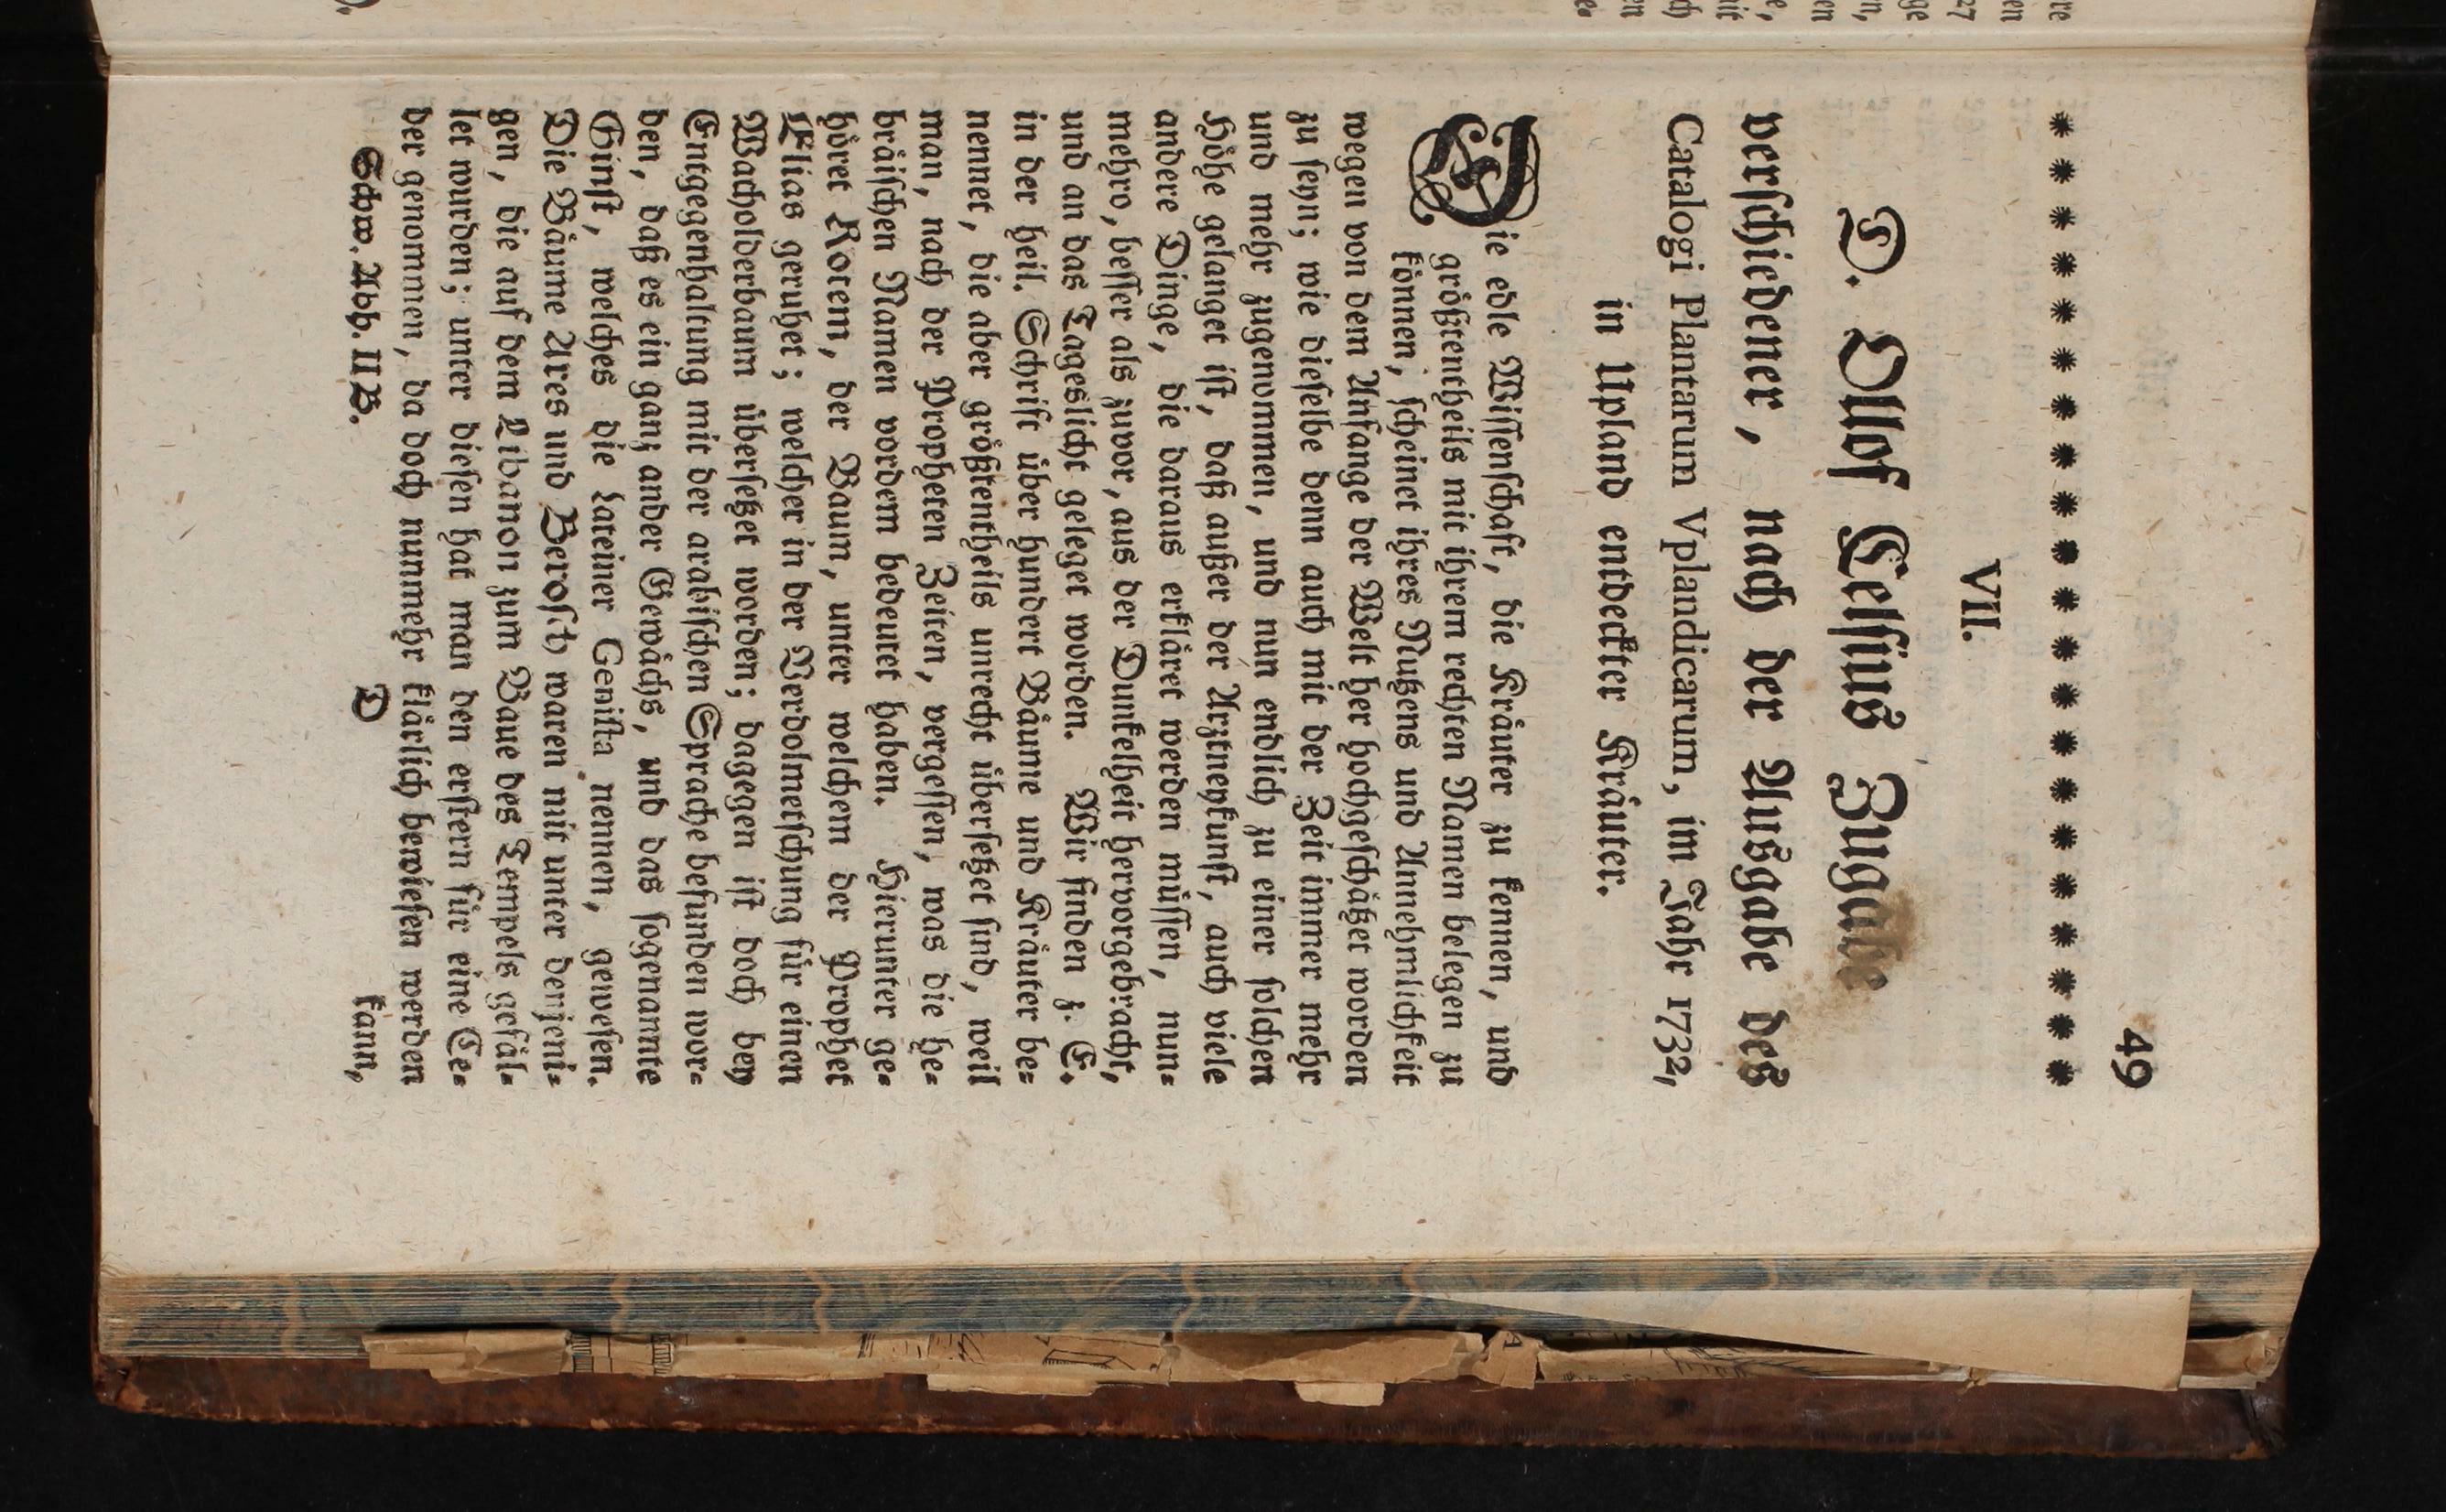 49
VII.
D. Olof Celsius Zugabe
verschiedener, nach der Ausgabe des
Catalogi Plantarum Vplandicarum, im Jahr 1732,
in Upland entdeckter Kräuter.
Die edle Wissenschaft, die Kräuter zu kennen, und
größtentheils mit ihrem rechten Namen belegen zu
können, scheinet ihres Nutzens und Annehmlichkeit
wegen von dem Anfange der Welt her hochgeschätzet worden
zu seyn; wie dieselbe denn auch mit der Zeit immer mehr
und mehr zugenommen, und nun endlich zu einer solchen
Höhe gelanget ist, daß außer der Arztneykunst, auch viele
andere Dinge, die daraus erkläret werden müssen, nun-
mehro, besser als zuvor, aus der Dunkelheit hervorgebracht,
und an das Tageslicht geleget worden. Wir finden z. E.
in der heil. Schrift über hundert Bäume und Kräuter be-
nennet, die aber größtentheils unrecht übersetzet sind, weil
man, nach der Propheten Zeiten, vergessen, was die he-
bräischen Namen vordem bedeutet haben. Hierunter ge-
höret Rotem, der Baum, unter welchem der Prophet
Elias geruhet; welcher in der Verdolmetschung für einen
Wacholderbaum übersetzet worden; dagegen ist doch bey
Entgegenhaltung mit der arabischen Sprache befunden wor-
den, daß es ein ganz ander Gewächs, und das sogenannte
Ginst, welches die Lateiner Genista nennen, gewesen.
Die Bäume Ares und Berosch waren mit unter denjeni-
gen, die auf dem Libanon zum Baue des Tempels gefäl-
let wurden; unter diesen hat man den erstern für eine Ce-
der genommen, da doch nunmehr klärlich bewiesen werden
Schw. Abh. II B. D kann,